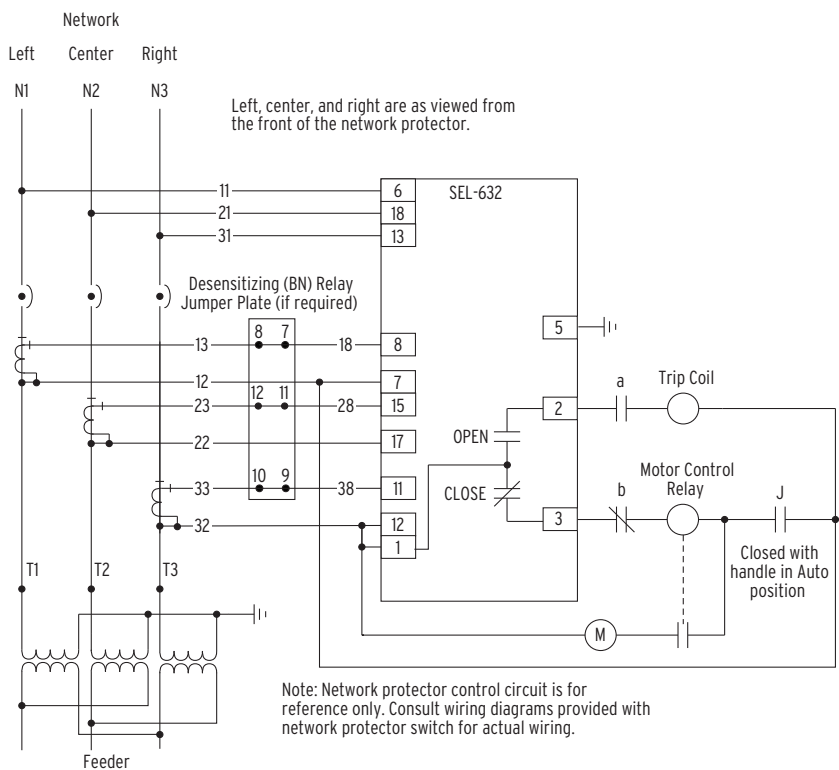 Network
Left Center Right
N1 N2 N3
Left, center, and right are as viewed from
the front of the network protector.
11 6 SEL-632
21 18
31 13
Desensitizing (BN) Relay
Jumper Plate (if required)
5
13 8 7 18 8
12 7
23 12 11 28 15
a Trip Coil
2
22 17
OPEN
33 10 9 38 11
CLOSE
Motor Control
Relay
b J
32 12
3
1
Closed with
handle in Auto
position
T1 T2 T3
M
Note: Network protector control circuit is for
reference only. Consult wiring diagrams provided with
network protector switch for actual wiring.
Feeder